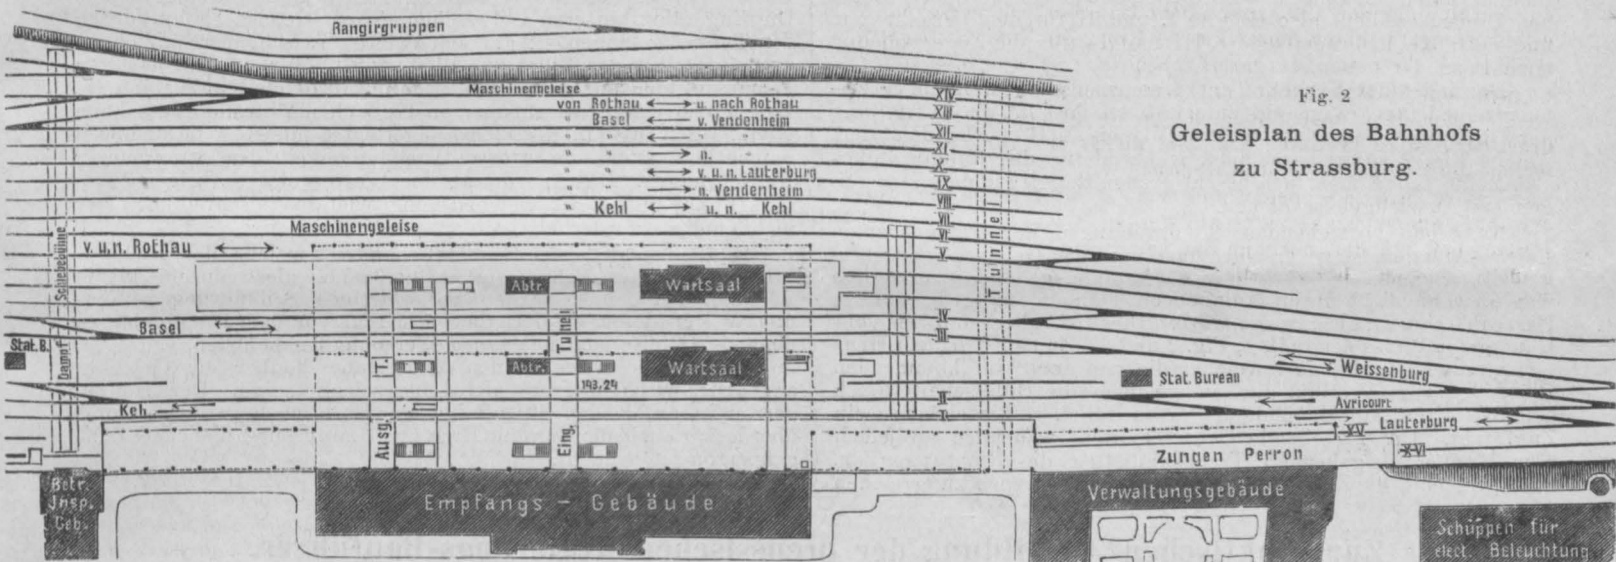 Rangirgruppen
Fig. 2
Geleisplan des Bahnhofs
zu Strassburg.
Maschinengeleise
von Rothau u. nach Rothau
" Basel v. Vendenheim
" "
" " n.
" " v. u. n. Lauterburg
" " n. Vendenheim
" Kehl u. n. Kehl
XIV
XIII
XII
XI
X
IX
VIII
VII
VI
V
IV
III
II
I
Tunnel
Maschinengeleise
v. u. n. Rothau
Dampf Schiebebühne
Basel
Stat. B.
Keh.
Abtr.
Wartsaal
Abtr.
Wartsaal
Ausg. T.
Eing. Tunel
143,24
Weissenburg
Stat. Bureau
Avricourt
Lauterburg
XV
XVI
Zungen Perron
Betr.
Jnsp.
Geb.
Empfangs - Gebäude
Verwaltungsgebäude
Schuppen für
elect. Beleuchtung